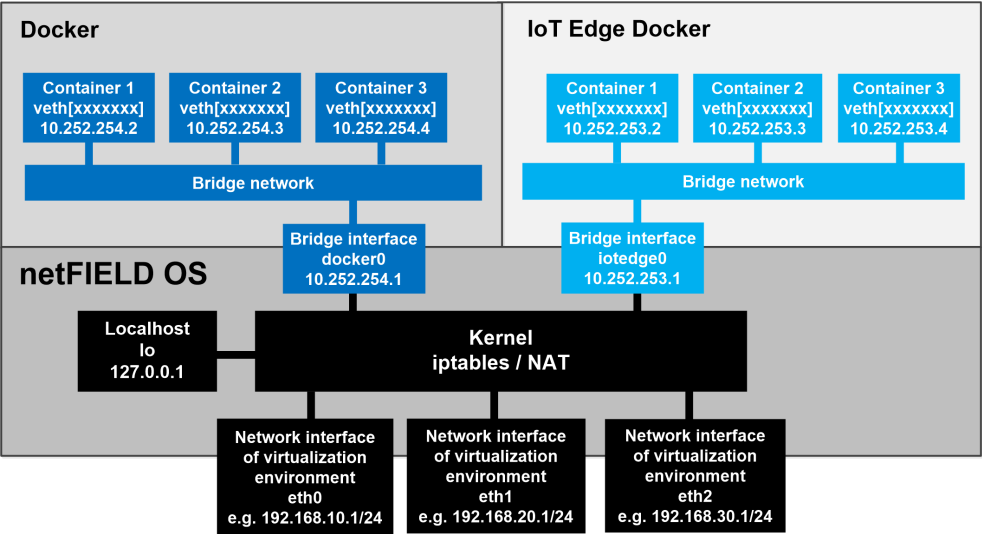 Docker
IoT Edge Docker
Container 1
veth[xxxxxxx]
10.252.254.2
Container 2
veth[xxxxxxx]
10.252.254.3
Container 3
veth[xxxxxxx]
10.252.254.4
Container 1
veth[xxxxxxx]
10.252.253.2
Container 2
veth[xxxxxxx]
10.252.253.3
Container 3
veth[xxxxxxx]
10.252.253.4
Bridge network
Bridge network
Bridge interface
docker0
10.252.254.1
Bridge interface
iotedge0
10.252.253.1
netFIELD OS
Localhost
lo
127.0.0.1
Kernel
iptables / NAT
Network interface
of virtualization
environment
eth0
e.g. 192.168.10.1/24
Network interface
of virtualization
environment
eth1
e.g. 192.168.20.1/24
Network interface
of virtualization
environment
eth2
e.g. 192.168.30.1/24